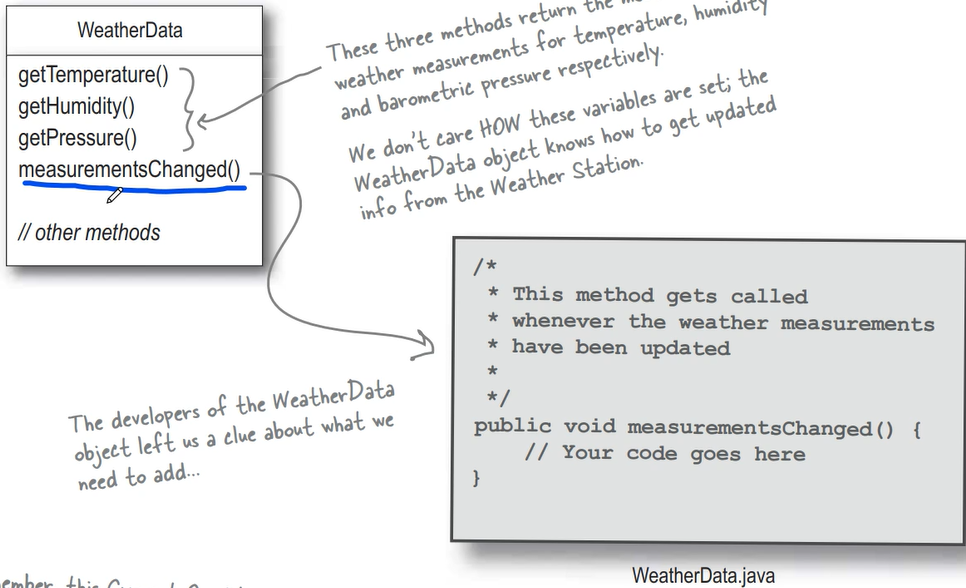 WeatherData
getTemperature()
getHumidity()
getPressure()
measurementsChanged()
// other methods
These three methods return the
weather measurements for temperature, humidity
and barometric pressure respectively.
We don't care HOW these variables are set; the
WeatherData object knows how to get updated
info from the Weather Station.
/*
* This method gets called
* whenever the weather measurements
* have been updated
*
*/
public void measurementsChanged() {
// Your code goes here
}
The developers of the WeatherData
object left us a clue about what we
need to add...
WeatherData.java
this